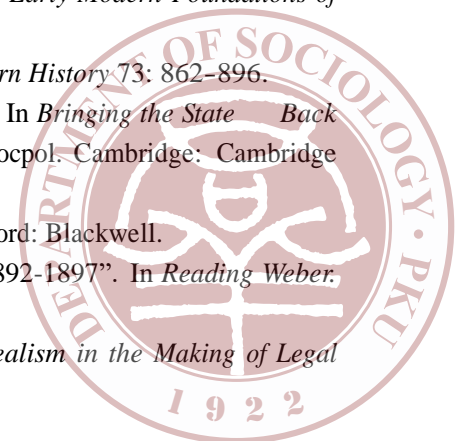 Early Modern Foundations of
rn History 73: 862-896.
In Bringing the State Back
ocpol. Cambridge: Cambridge
ord: Blackwell.
892-1897”. In Reading Weber.
ealism in the Making of Legal
DEPARTMENT OF SOCIOLOGY · PKU
1922